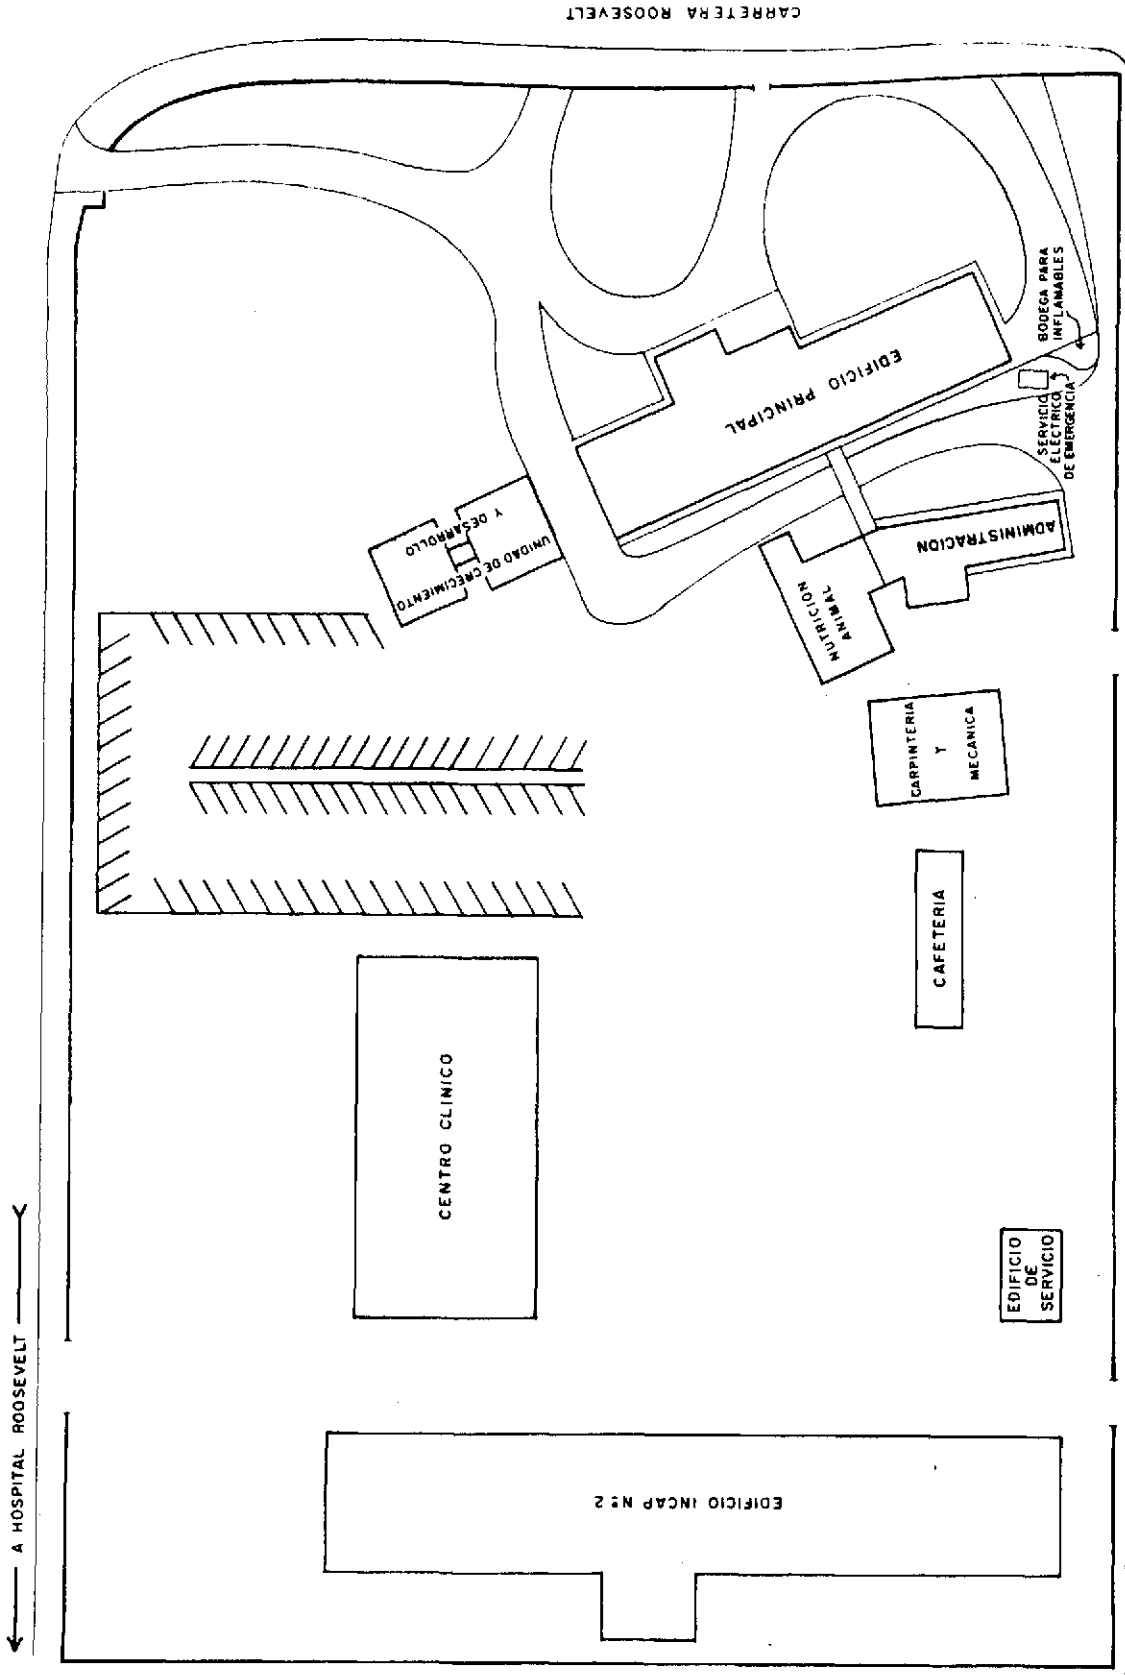 CARRETERA ROOSEVELT
A HOSPITAL ROOSEVELT
BODEGA PARA
INFLAMABLES
SERVICIO
ELECTRICO
DE EMERGENCIA
EDIFICIO PRINCIPAL
UNIDAD DE CRECIMIENTO
Y DESARROLLO
ADMINISTRACION
NUTRICION
ANIMAL
CARPINTERIA
Y
MECANICA
CAFETERIA
CENTRO CLINICO
EDIFICIO
DE
SERVICIO
EDIFICIO INCAP Nº 2